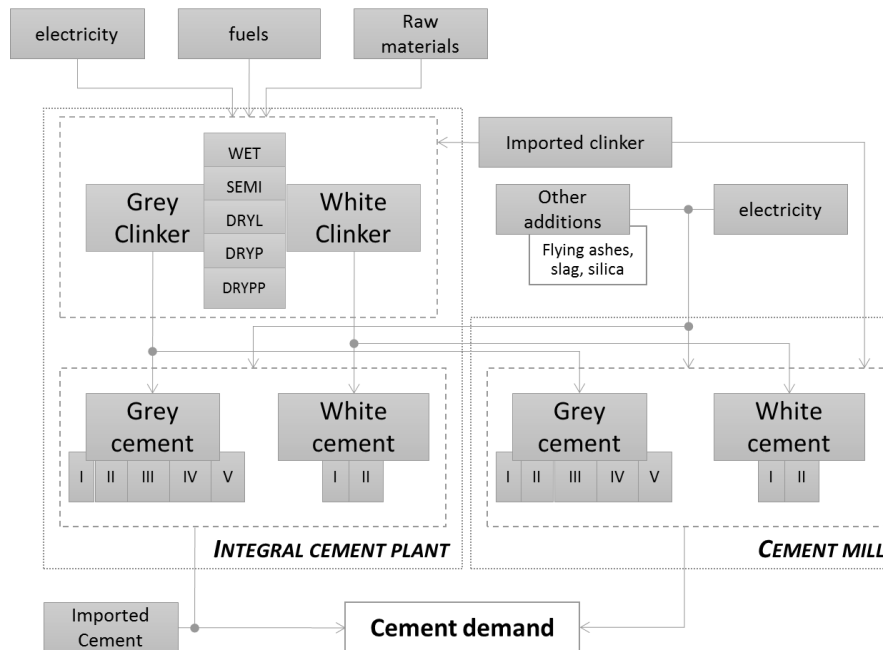 electricity
fuels
Raw
materials
WET
SEMI
DRYL
DRYP
DRYPP
Grey
Clinker
White
Clinker
Imported clinker
Other
additions
Flying ashes,
slag, silica
electricity
Grey
cement
I II III IV V
White
cement
I II
INTEGRAL CEMENT PLANT
Grey
cement
I II III IV V
White
cement
I II
CEMENT MILL
Imported
Cement
Cement demand